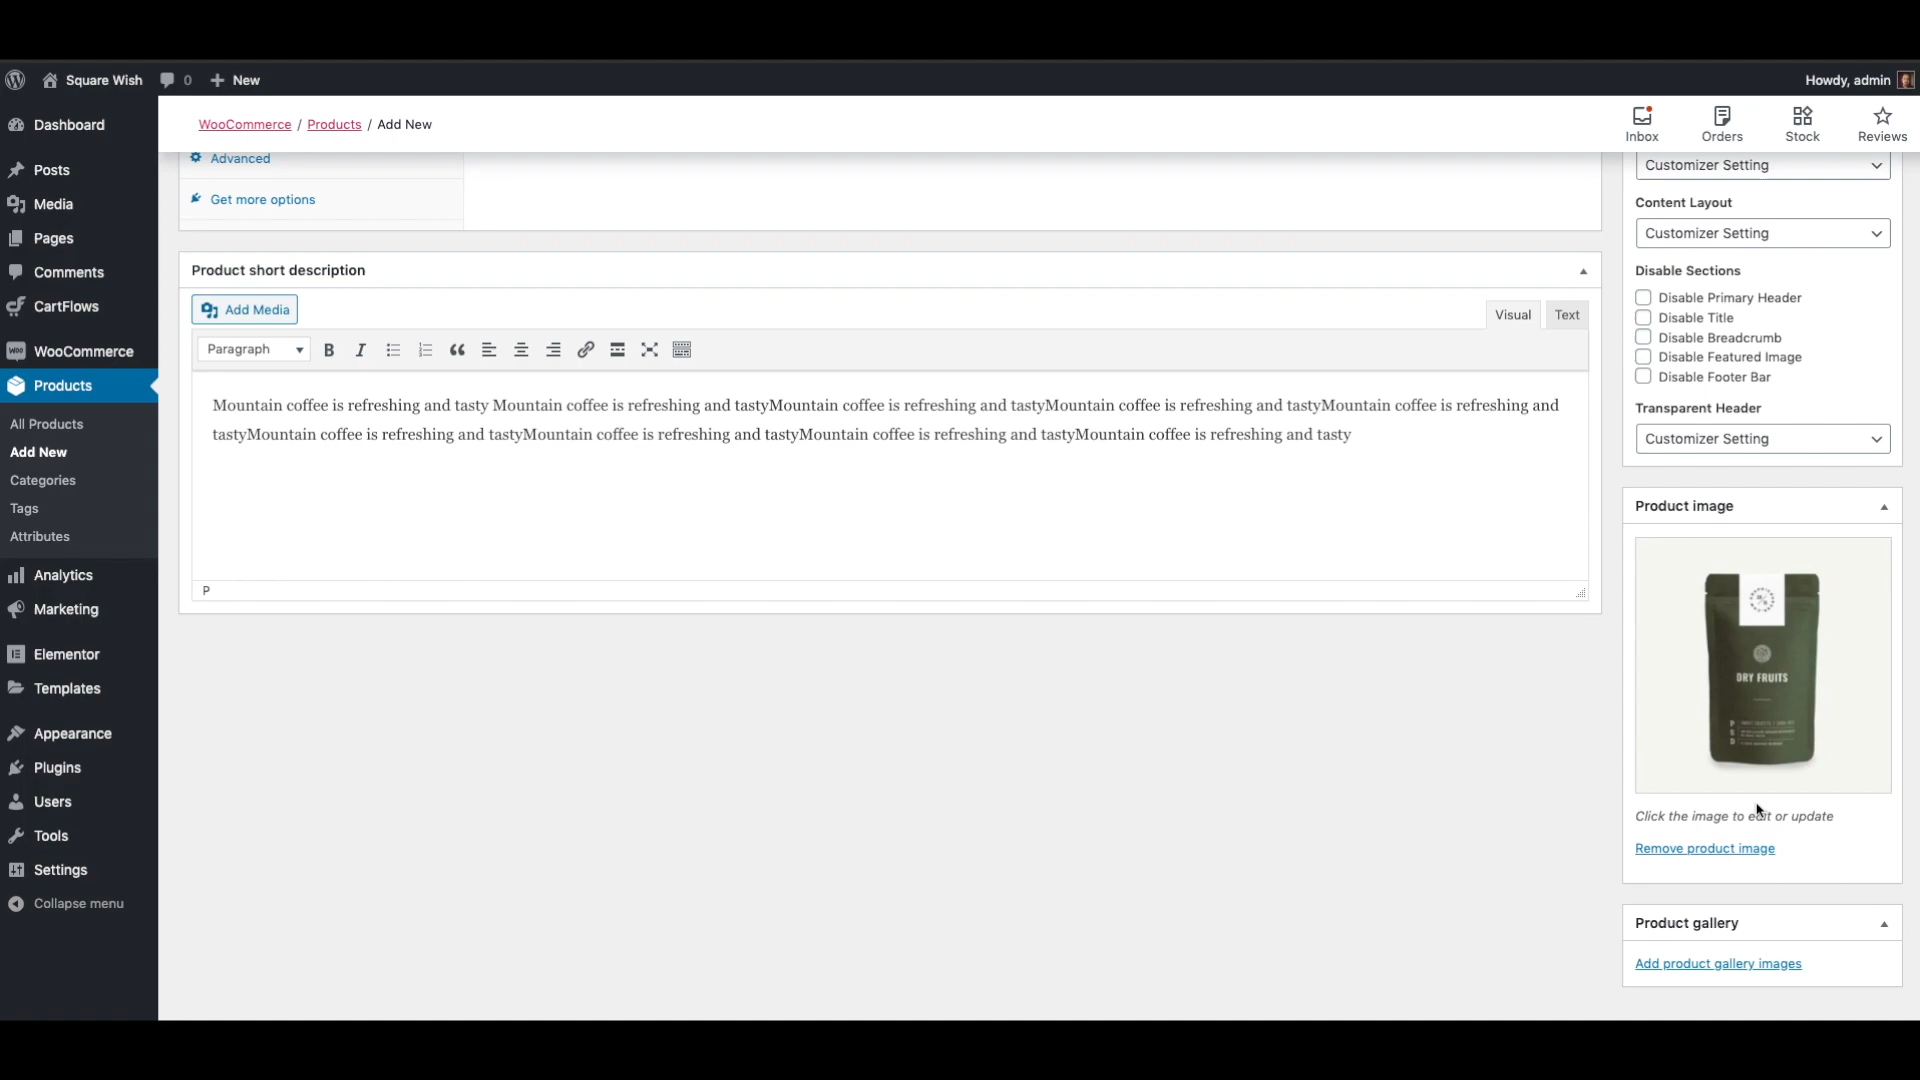 Square Wish
0
New
Howdy, admin
Dashboard
Posts
Media
Pages
Comments
CartFlows
WooCommerce
Products
All Products
Add New
Categories
Tags
Attributes
Analytics
Marketing
Elementor
Templates
Appearance
Plugins
Users
Tools
Settings
Collapse menu
WooCommerce / Products / Add New
Inbox
Orders
Stock
Reviews
Advanced
Get more options
Product short description
Add Media
Visual
Text
Paragraph
Mountain coffee is refreshing and tasty Mountain coffee is refreshing and tastyMountain coffee is refreshing and tastyMountain coffee is refreshing and tastyMountain coffee is refreshing and
tastyMountain coffee is refreshing and tastyMountain coffee is refreshing and tastyMountain coffee is refreshing and tastyMountain coffee is refreshing and tasty
P
Customizer Setting
Content Layout
Customizer Setting
Disable Sections
Disable Primary Header
Disable Title
Disable Breadcrumb
Disable Featured Image
Disable Footer Bar
Transparent Header
Customizer Setting
Product image
DRY FRUITS
Click the image to edit or update
Remove product image
Product gallery
Add product gallery images